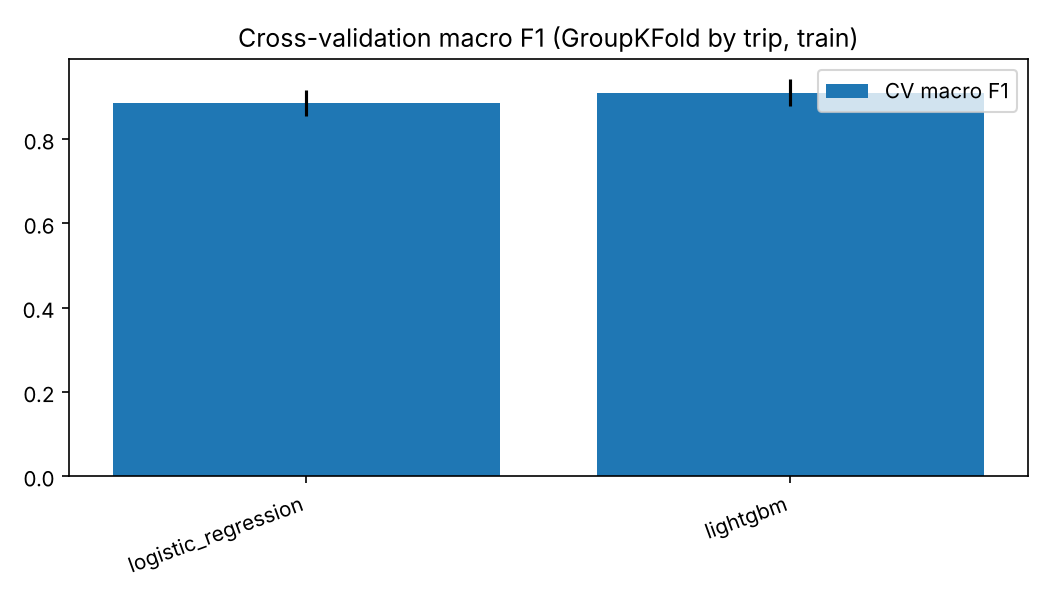 Cross-validation macro F1 (GroupKFold by trip, train)
CV macro F1
0.8
0.6
0.4
0.2
0.0
logistic_regression
lightgbm